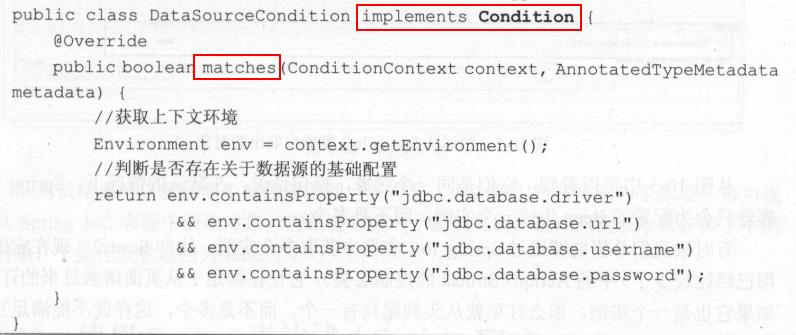 public class DataSourceCondition implements Condition {
@Override
public boolean matches(ConditionContext context, AnnotatedTypeMetadata
metadata) {
//获取上下文环境
Environment env = context.getEnvironment();
//判断是否存在关于数据源的基础配置
return env.containsProperty("jdbc.database.driver")
&& env.containsProperty("jdbc.database.url")
&& env.containsProperty("jdbc.database.username")
&& env.containsProperty("jdbc.database.password");
}
}